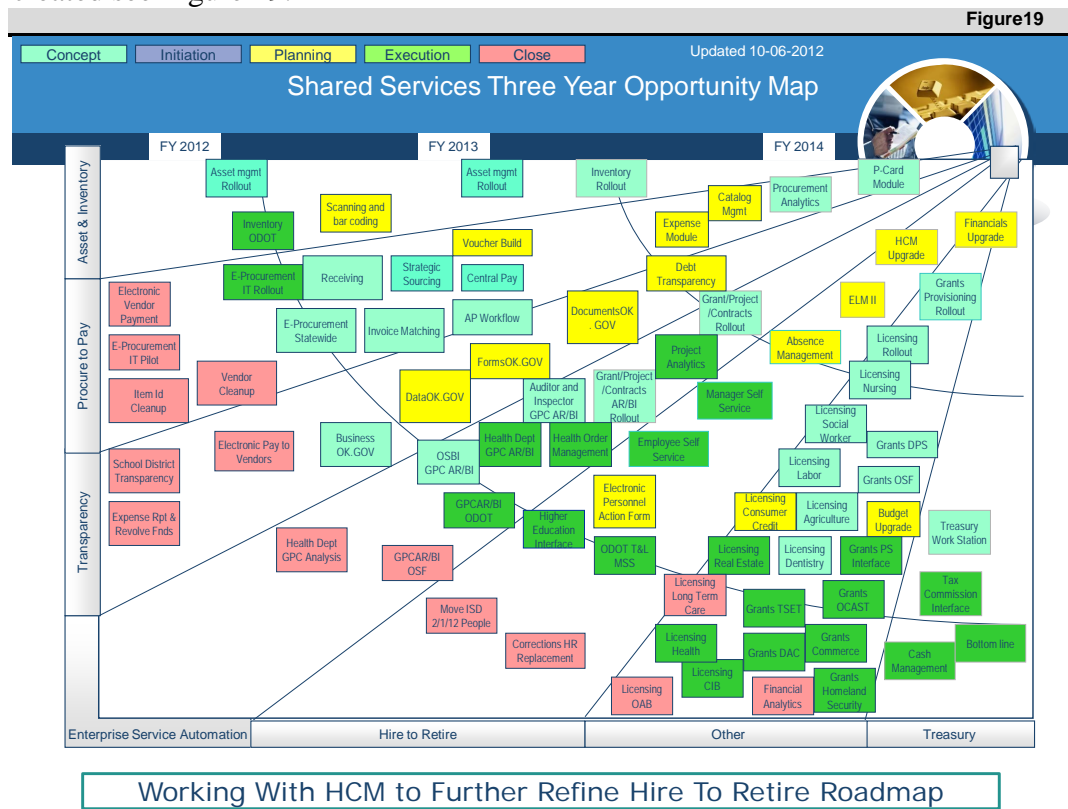 created see Figure 19.
Figure19
Concept
Initiation
Planning
Execution
Close
Updated 10-06-2012
Shared Services Three Year Opportunity Map
FY 2012
FY 2013
FY 2014
Asset & Inventory
Procure to Pay
Transparency
Asset mgmt
Rollout
Asset mgmt
Rollout
Inventory
Rollout
P-Card
Module
Procurement
Analytics
Catalog
Mgmt
Scanning and
bar coding
Inventory
ODOT
Expense
Module
Financials
Upgrade
Voucher Build
HCM
Upgrade
E-Procurement
IT Rollout
Receiving
Strategic
Sourcing
Central Pay
Debt
Transparency
Electronic
Vendor
Payment
ELM II
Grants
Provisioning
Rollout
E-Procurement
Statewide
Invoice Matching
AP Workflow
DocumentsOK
. GOV
Grant/Project
/Contracts
Rollout
E-Procurement
IT Pilot
Absence
Management
Licensing
Rollout
FormsOK.GOV
Project
Analytics
Vendor
Cleanup
Licensing
Nursing
Item Id
Cleanup
DataOK.GOV
Auditor and
Inspector
GPC AR/BI
Grant/Project
/Contracts
AR/BI
Rollout
Manager Self
Service
Licensing
Social
Worker
Electronic Pay to
Vendors
Business
OK.GOV
OSBI
GPC AR/BI
Health Dept
GPC AR/BI
Health Order
Management
Employee Self
Service
Grants DPS
School District
Transparency
Licensing
Labor
Grants OSF
Expense Rpt &
Revolve Fnds
GPCAR/BI
ODOT
Electronic
Personnel
Action Form
Licensing
Consumer
Credit
Licensing
Agriculture
Budget
Upgrade
Treasury
Work Station
Higher
Education
Interface
Health Dept
GPC Analysis
GPCAR/BI
OSF
ODOT T&L
MSS
Licensing
Real Estate
Licensing
Dentistry
Grants PS
Interface
Licensing
Long Term
Care
Tax
Commission
Interface
Move ISD
2/1/12 People
Grants TSET
Grants
OCAST
Corrections HR
Replacement
Licensing
Health
Grants DAC
Grants
Commerce
Cash
Management
Bottom line
Licensing
CIB
Licensing
OAB
Financial
Analytics
Grants
Homeland
Security
Enterprise Service Automation
Hire to Retire
Other
Treasury
Working With HCM to Further Refine Hire To Retire Roadmap